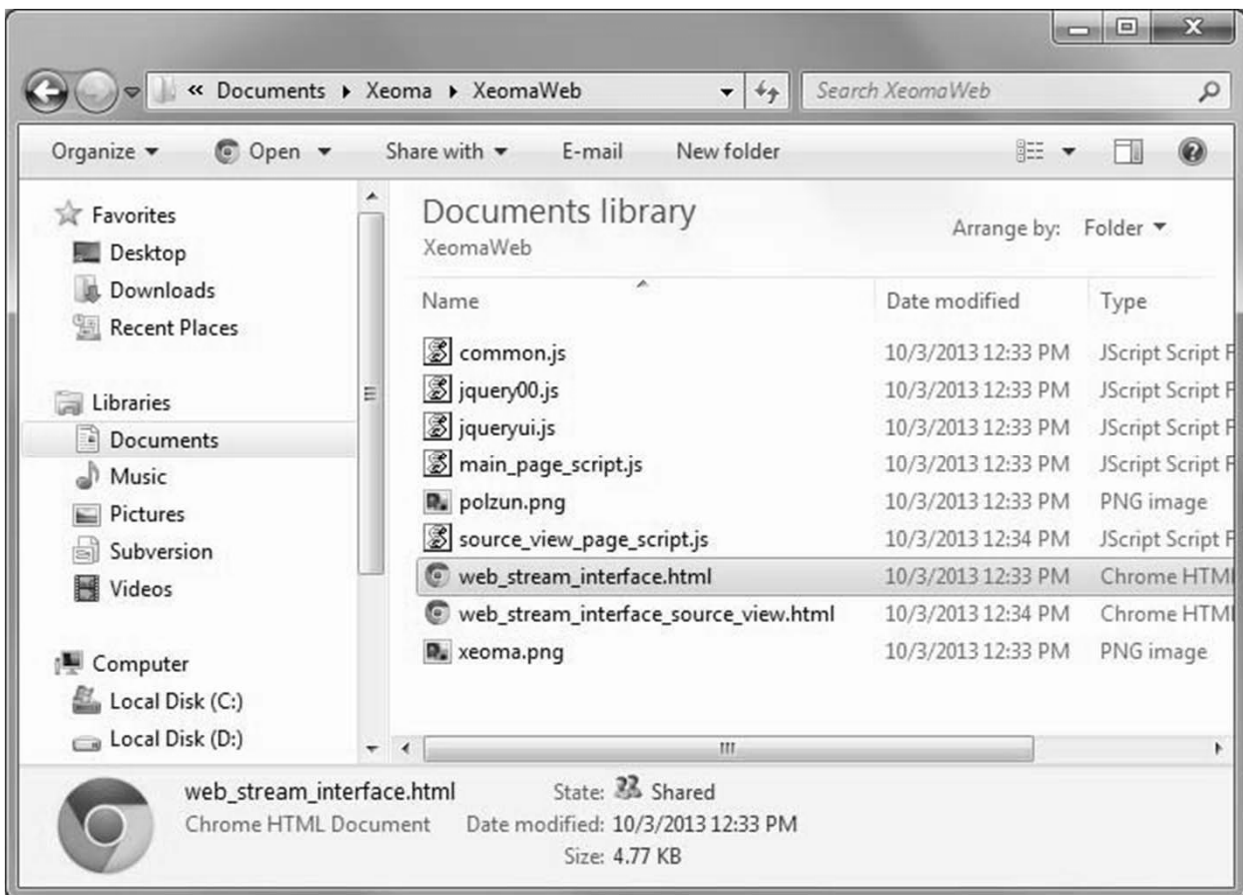 « Documents Xeoma XeomaWeb Search XeomaWeb
Organize Open Share with E-mail New folder
Favorites
Desktop
Downloads
Recent Places
Libraries
Documents
Music
Pictures
Subversion
Videos
Computer
Local Disk (C:)
Local Disk (D:)
Documents library
XeomaWeb
Arrange by: Folder
Name Date modified Type
common.js 10/3/2013 12:33 PM JScript Script F
jquery00.js 10/3/2013 12:33 PM JScript Script F
jqueryui.js 10/3/2013 12:33 PM JScript Script F
main_page_script.js 10/3/2013 12:33 PM JScript Script F
polzun.png 10/3/2013 12:33 PM PNG image
source_view_page_script.js 10/3/2013 12:34 PM JScript Script F
web_stream_interface.html 10/3/2013 12:33 PM Chrome HTML
web_stream_interface_source_view.html 10/3/2013 12:34 PM Chrome HTML
xeoma.png 10/3/2013 12:33 PM PNG image
web_stream_interface.html State: Shared
Chrome HTML Document Date modified: 10/3/2013 12:33 PM
Size: 4.77 KB